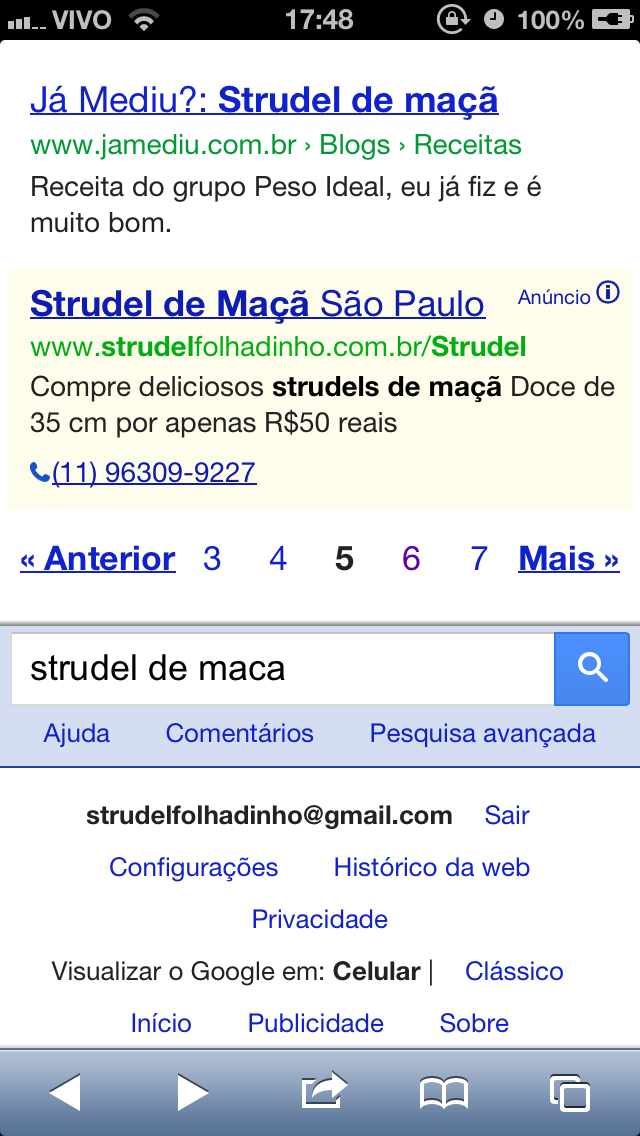 VIVO 17:48 100%
Já Mediu?: Strudel de maçã
www.jamediu.com.br › Blogs › Receitas
Receita do grupo Peso Ideal, eu já fiz e é
muito bom.
Strudel de Maçã São Paulo Anúncio
www.strudelfolhadinho.com.br/Strudel
Compre deliciosos strudels de maçã Doce de
35 cm por apenas R$50 reais
(11) 96309-9227
« Anterior 3 4 5 6 7 Mais »
strudel de maca
Ajuda Comentários Pesquisa avançada
strudelfolhadinho@gmail.com Sair
Configurações Histórico da web
Privacidade
Visualizar o Google em: Celular | Clássico
Início Publicidade Sobre